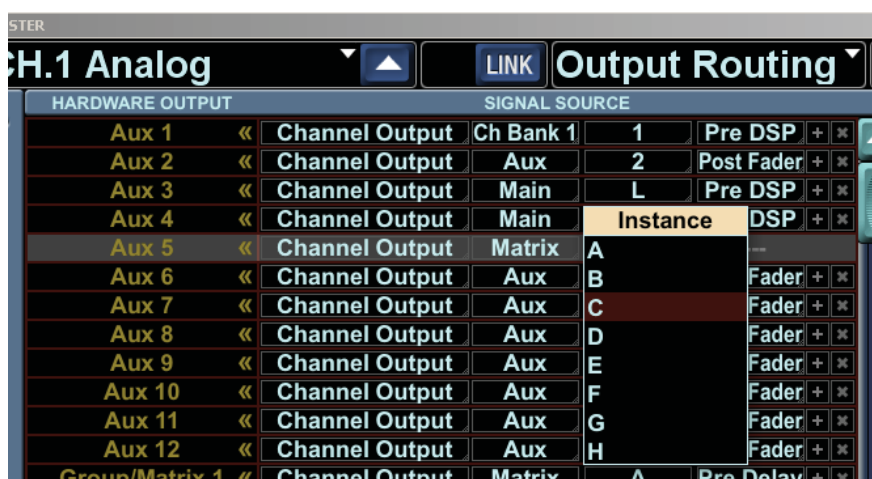 STER
H.1 Analog LINK Output Routing
HARDWARE OUTPUT SIGNAL SOURCE
Aux 1 « Channel Output Ch Bank 1 1 Pre DSP + ×
Aux 2 « Channel Output Aux 2 Post Fader + ×
Aux 3 « Channel Output Main L Pre DSP + ×
Aux 4 « Channel Output Main Instance DSP + ×
Aux 5 « Channel Output Matrix A --
Aux 6 « Channel Output Aux B Fader + ×
Aux 7 « Channel Output Aux C Fader + ×
Aux 8 « Channel Output Aux D Fader + ×
Aux 9 « Channel Output Aux E Fader + ×
Aux 10 « Channel Output Aux F Fader + ×
Aux 11 « Channel Output Aux G Fader + ×
Aux 12 « Channel Output Aux H Fader + ×
Group/Matrix 1 « Channel Output Matrix A Pre Delay + ×